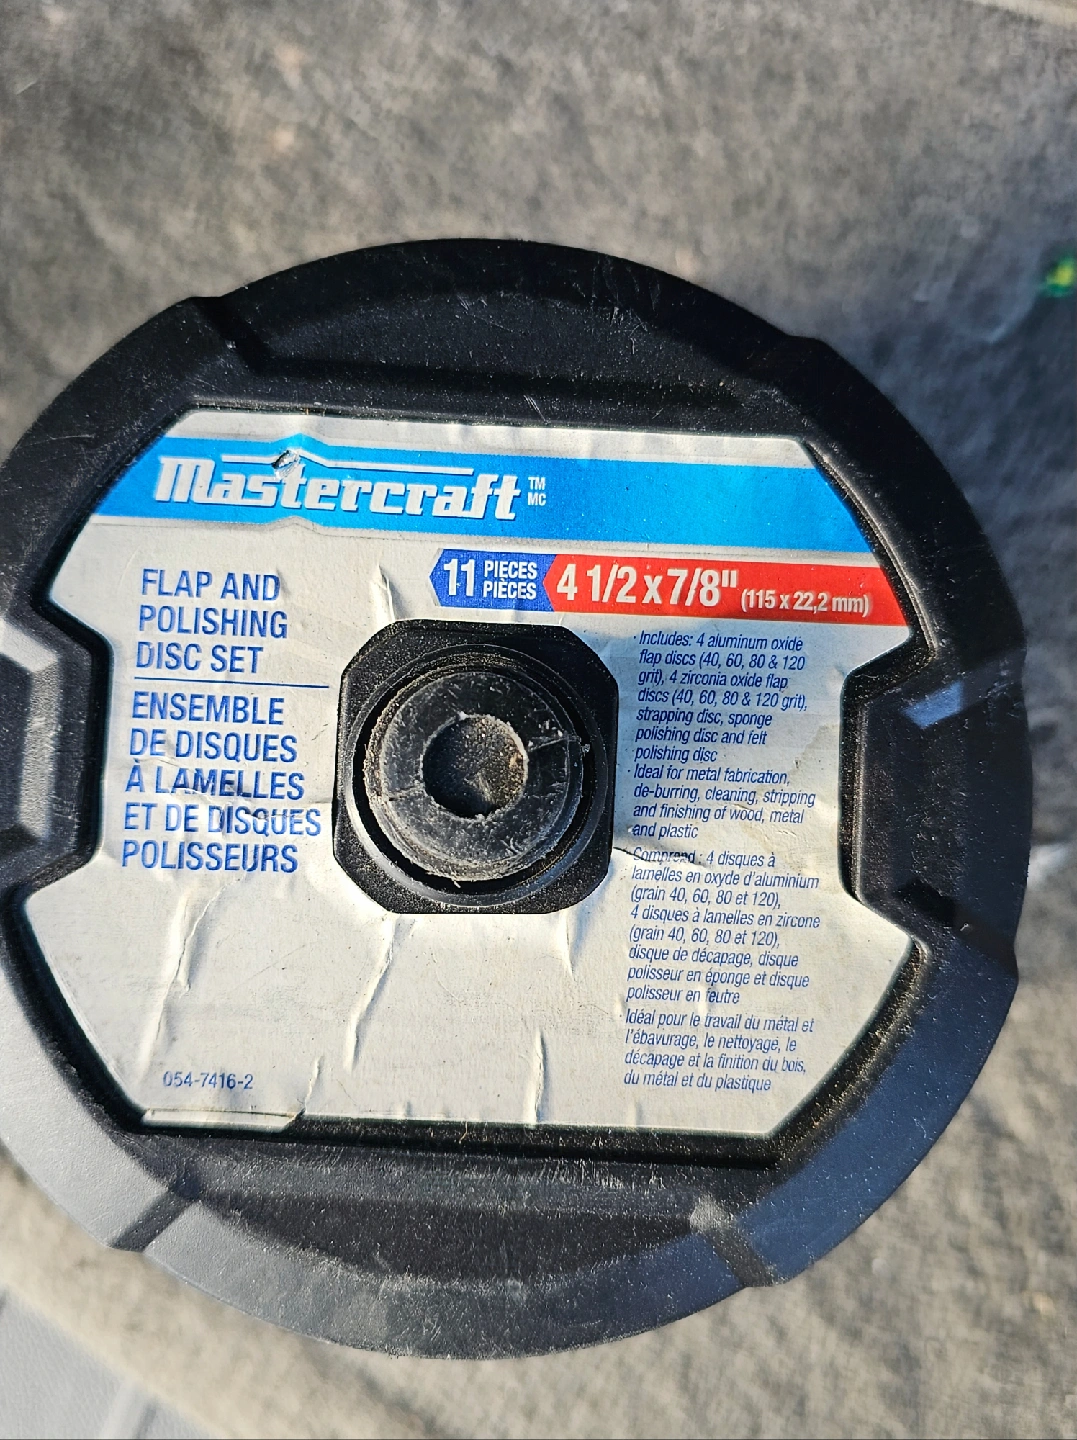 Mastercraft TM MC
11 PIECES PIÈCES 4 1/2 x 7/8" (115 x 22,2 mm)
FLAP AND
POLISHING
DISC SET
ENSEMBLE
DE DISQUES
À LAMELLES
ET DE DISQUES
POLISSEURS
· Includes: 4 aluminum oxide
flap discs (40, 60, 80 & 120
grit), 4 zirconia oxide flap
discs (40, 60, 80 & 120 grit),
strapping disc, sponge
polishing disc and felt
polishing disc
· Ideal for metal fabrication,
de-burring, cleaning, stripping
and finishing of wood, metal
and plastic
· Comprend : 4 disques à
lamelles en oxyde d'aluminium
(grain 40, 60, 80 et 120),
4 disques à lamelles en zircone
(grain 40, 60, 80 et 120),
disque de décapage, disque
polisseur en éponge et disque
polisseur en feutre
· Idéal pour le travail du métal et
l'ébavurage, le nettoyage, le
décapage et la finition du bois,
du métal et du plastique
054-7416-2